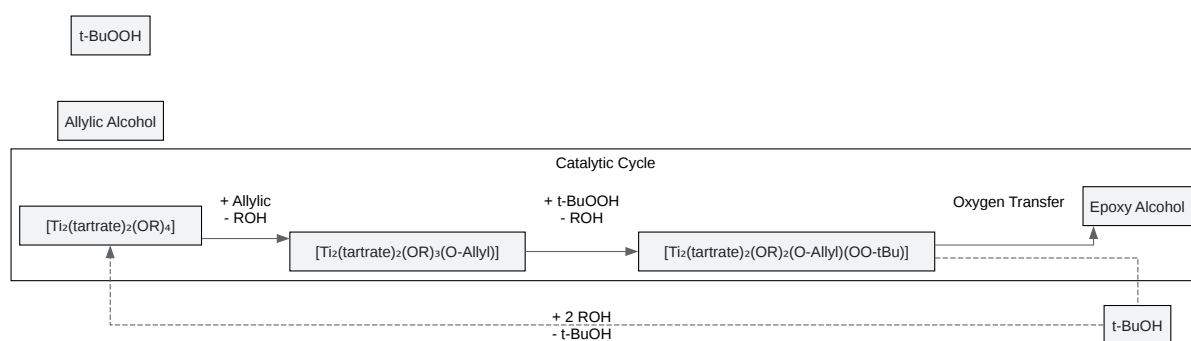 t-BuOOH
Allylic Alcohol
Catalytic Cycle
+ Allylic
- ROH
+ t-BuOOH
- ROH
Oxygen Transfer
Epoxy Alcohol
[Ti₂(tartrate)₂(OR)₄]
[Ti₂(tartrate)₂(OR)₃(O-Allyl)]
[Ti₂(tartrate)₂(OR)₂(O-Allyl)(OO-tBu)]
+ 2 ROH
- t-BuOH
t-BuOH